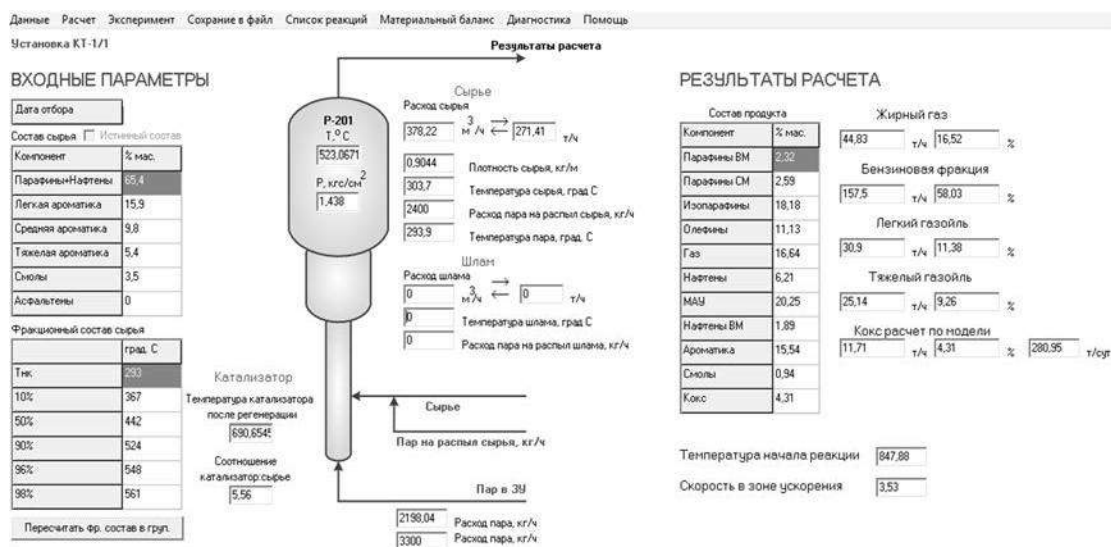 Данные Расчет Эксперимент Сохрание в файл Список реакций Материальный баланс Диагностика Помощь
Установка КТ-1/1
Результаты расчета
ВХОДНЫЕ ПАРАМЕТРЫ
Дата отбора
Состав сырья Истинный состав
Компонент % мас.
Парафины+Нафтены 65,4
Легкая ароматика 15,9
Средняя ароматика 9,8
Тяжелая ароматика 5,4
Смолы 3,5
Асфальтены 0
Фракционный состав сырья
град. С
Тнк 293
10% 367
50% 442
90% 524
96% 548
98% 561
Пересчитать фр. состав в груп.
Катализатор
Температура катализатора
после регенерации
690,6545
Соотношение
катализатор:сырье
5,56
Р-201
Т,° С
523,0671
Р, кгс/см2
1,438
Сырье
Расход сырья
378,22 м3/ч 271,41 т/ч
0,9044 Плотность сырья, кг/м
303,7 Температура сырья, град С
2400 Расход пара на распыл сырья, кг/ч
293,9 Температура пара, град. С
Шлам
Расход шлама
0 м3/ч 0 т/ч
0 Температура шлама, град С
0 Расход пара на распыл шлама, кг/ч
Сырье
Пар на распыл сырья, кг/ч
Пар в ЗУ
2198,04 Расход пара, кг/ч
3300 Расход пара, кг/ч
РЕЗУЛЬТАТЫ РАСЧЕТА
Состав продукта
Компонент % мас.
Парафины ВМ 2,32
Парафины СМ 2,59
Изопарафины 18,18
Олефины 11,13
Газ 16,64
Нафтены 6,21
МАУ 20,25
Нафтены ВМ 1,89
Ароматика 15,54
Смолы 0,94
Кокс 4,31
Жирный газ
44,83 т/ч 16,52 %
Бензиновая фракция
157,5 т/ч 58,03 %
Легкий газойль
30,9 т/ч 11,38 %
Тяжелый газойль
25,14 т/ч 9,26 %
Кокс расчет по модели
11,71 т/ч 4,31 % 280,95 т/сут
Температура начала реакции 847,88
Скорость в зоне ускорения 3,53